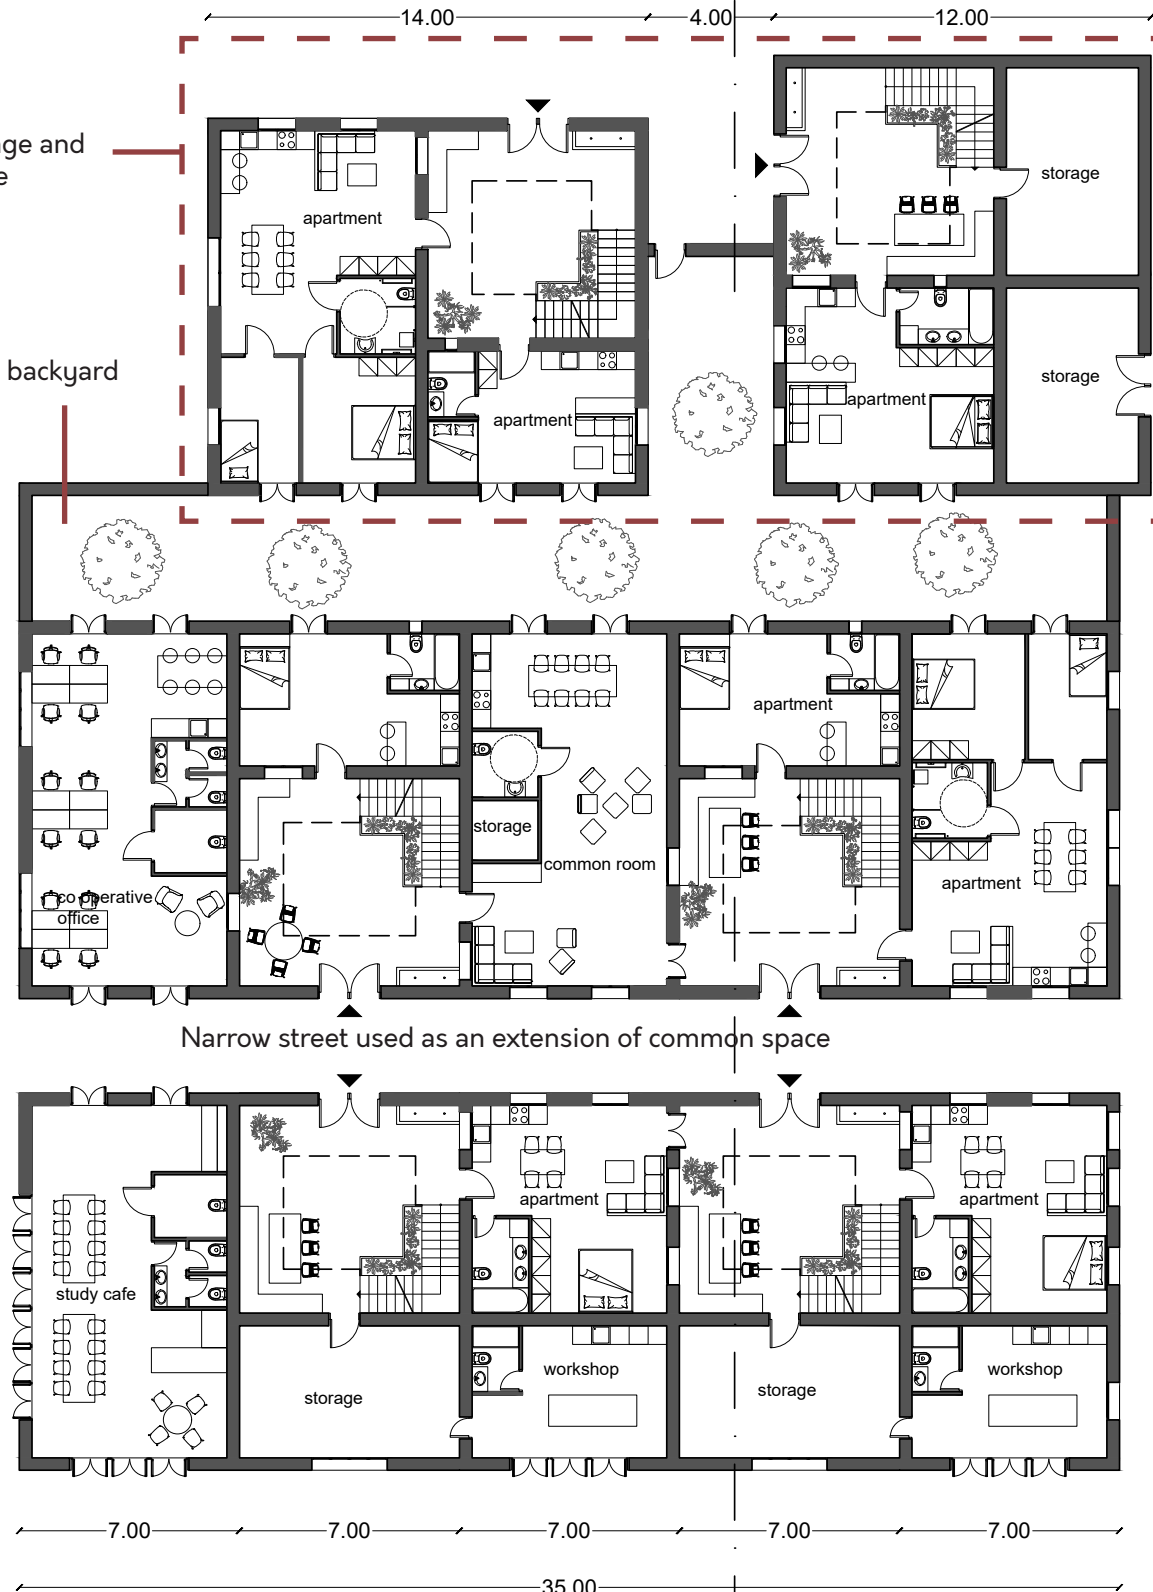 14.00
4.00
12.00
ge and
apartment
storage
backyard
apartment
apartment
storage
apartment
co operative
office
storage
common room
apartment
Narrow street used as an extension of common space
study cafe
apartment
apartment
storage
workshop
storage
workshop
7.00
7.00
7.00
7.00
7.00
35.00